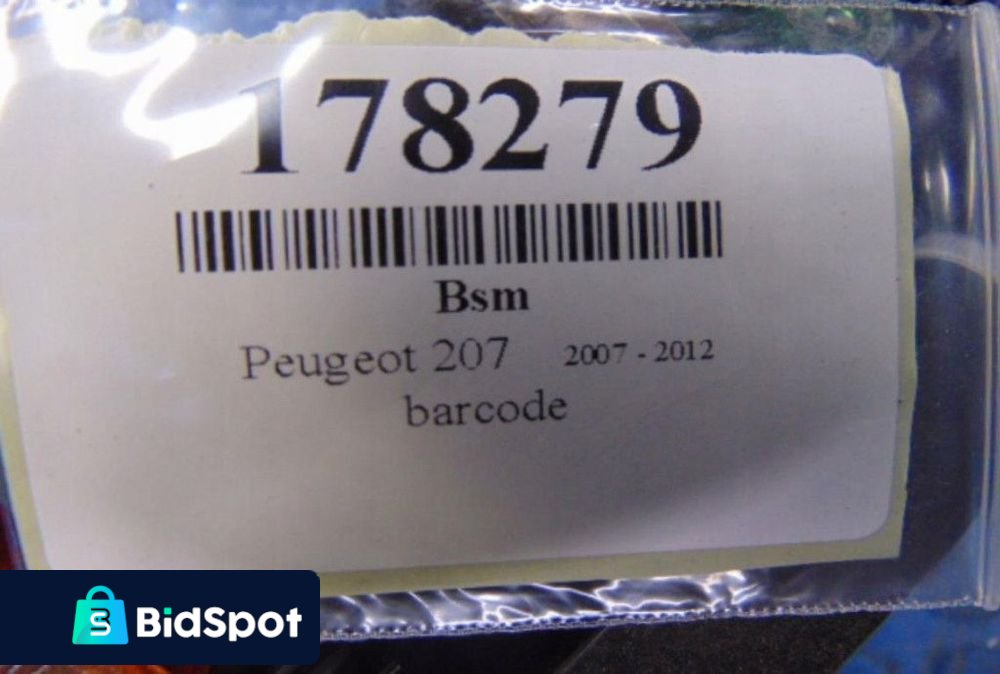 178279
Bsm
Peugeot 207 2007 - 2012
barcode
BidSpot